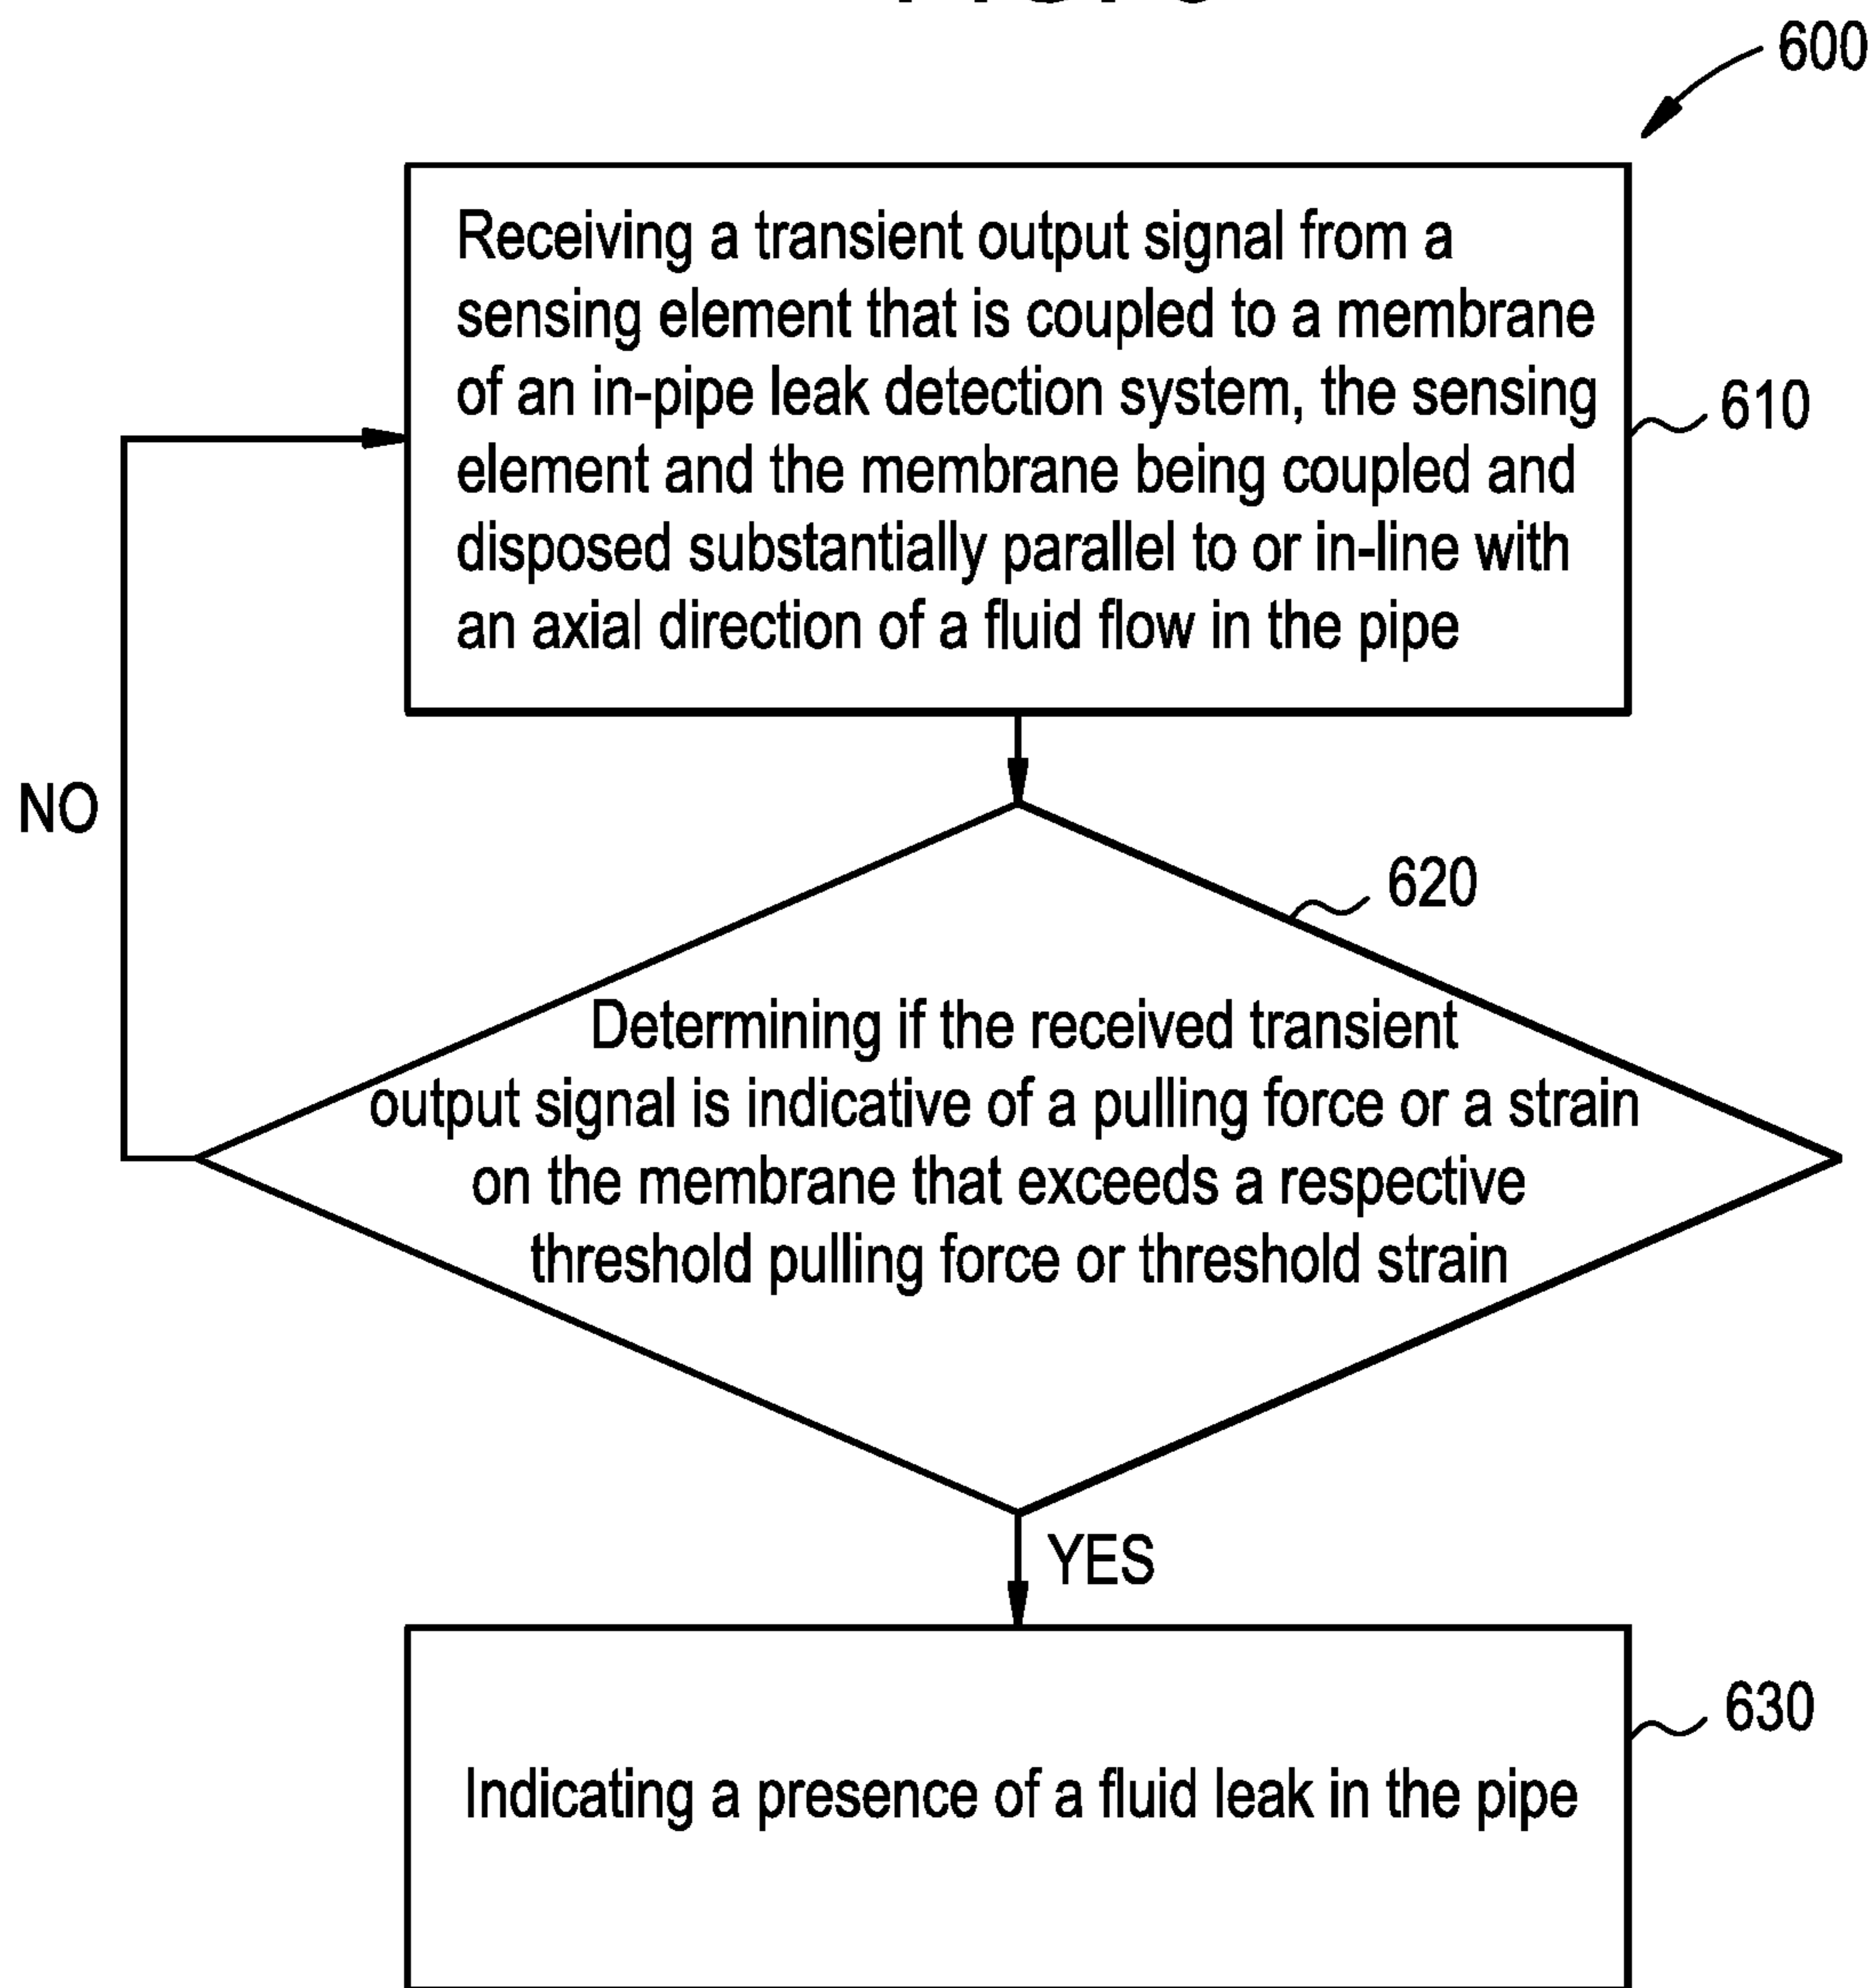 600
Receiving a transient output signal from a
sensing element that is coupled to a membrane
of an in-pipe leak detection system, the sensing
element and the membrane being coupled and
disposed substantially parallel to or in-line with
an axial direction of a fluid flow in the pipe
610
NO
620
Determining if the received transient
output signal is indicative of a pulling force or a strain
on the membrane that exceeds a respective
threshold pulling force or threshold strain
YES
630
Indicating a presence of a fluid leak in the pipe